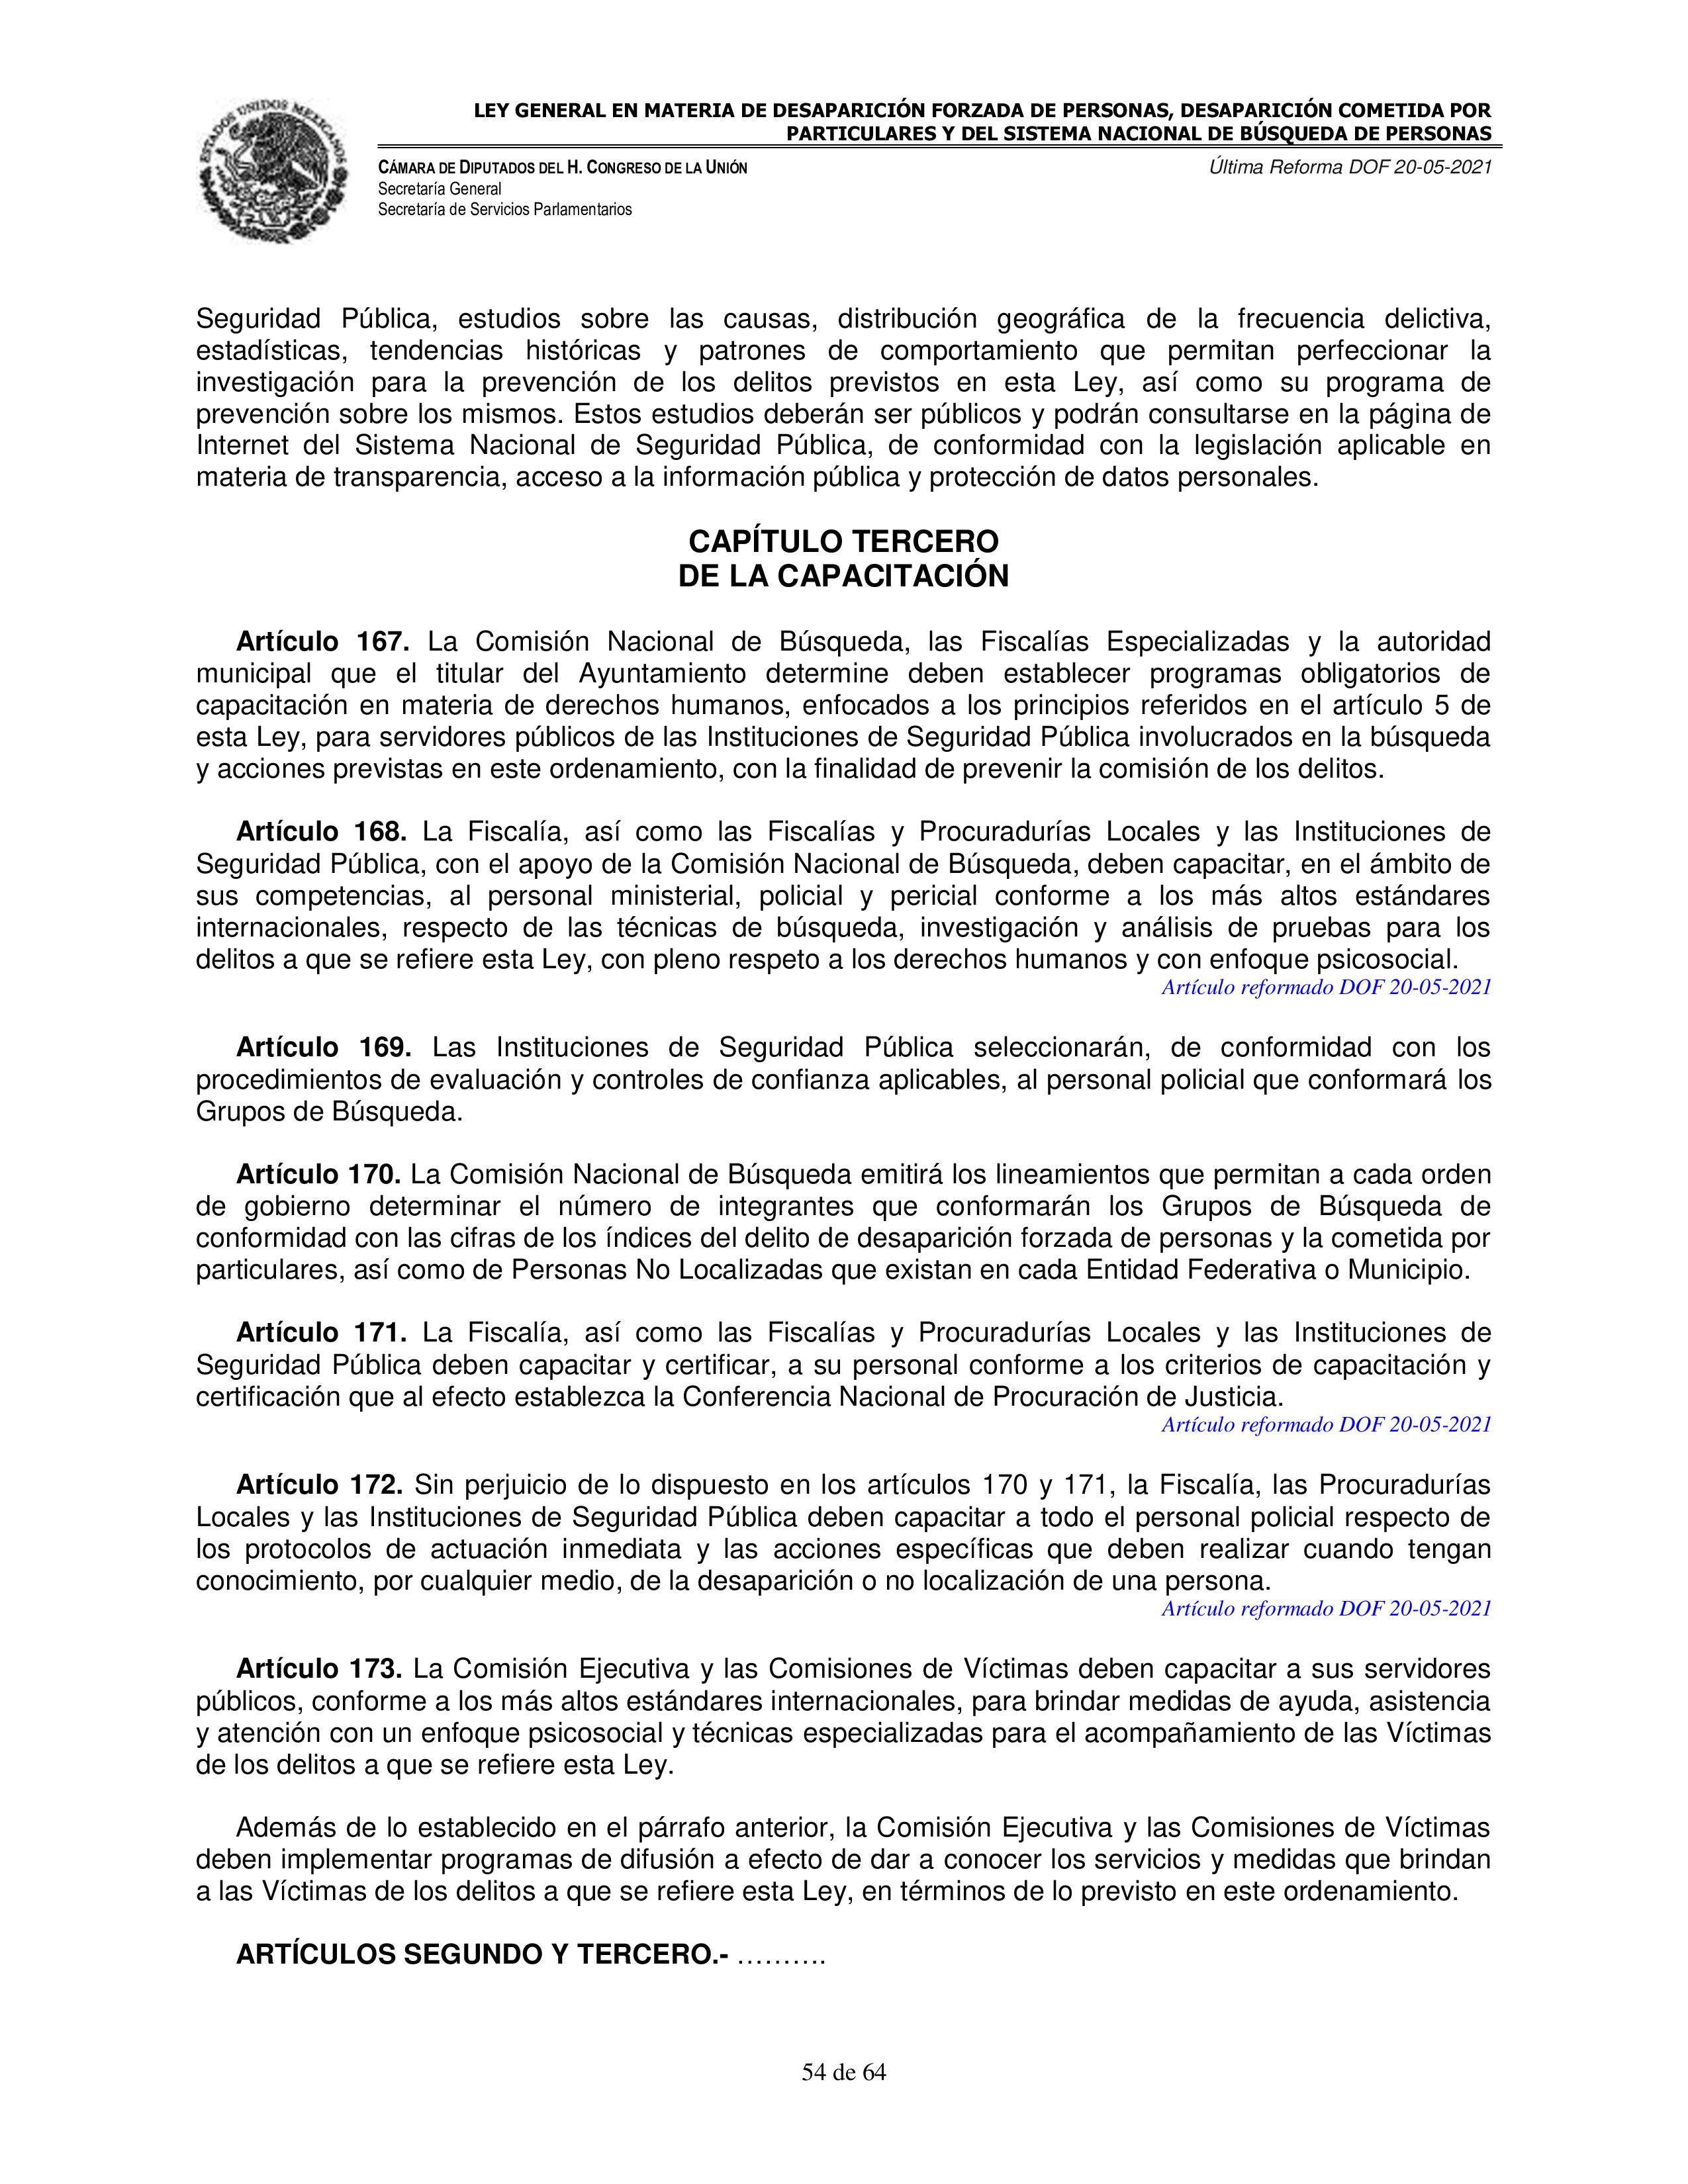 ESTADOS UNIDOS MEXICANOS
LEY GENERAL EN MATERIA DE DESAPARICIÓN FORZADA DE PERSONAS, DESAPARICIÓN COMETIDA POR
PARTICULARES Y DEL SISTEMA NACIONAL DE BÚSQUEDA DE PERSONAS
CÁMARA DE DIPUTADOS DEL H. CONGRESO DE LA UNIÓN
Secretaría General
Secretaría de Servicios Parlamentarios
Última Reforma DOF 20-05-2021
Seguridad Pública, estudios sobre las causas, distribución geográfica de la frecuencia delictiva,
estadísticas, tendencias históricas y patrones de comportamiento que permitan perfeccionar la
investigación para la prevención de los delitos previstos en esta Ley, así como su programa de
prevención sobre los mismos. Estos estudios deberán ser públicos y podrán consultarse en la página de
Internet del Sistema Nacional de Seguridad Pública, de conformidad con la legislación aplicable en
materia de transparencia, acceso a la información pública y protección de datos personales.
CAPÍTULO TERCERO
DE LA CAPACITACIÓN
Artículo 167. La Comisión Nacional de Búsqueda, las Fiscalías Especializadas y la autoridad
municipal que el titular del Ayuntamiento determine deben establecer programas obligatorios de
capacitación en materia de derechos humanos, enfocados a los principios referidos en el artículo 5 de
esta Ley, para servidores públicos de las Instituciones de Seguridad Pública involucrados en la búsqueda
y acciones previstas en este ordenamiento, con la finalidad de prevenir la comisión de los delitos.
Artículo 168. La Fiscalía, así como las Fiscalías y Procuradurías Locales y las Instituciones de
Seguridad Pública, con el apoyo de la Comisión Nacional de Búsqueda, deben capacitar, en el ámbito de
sus competencias, al personal ministerial, policial y pericial conforme a los más altos estándares
internacionales, respecto de las técnicas de búsqueda, investigación y análisis de pruebas para los
delitos a que se refiere esta Ley, con pleno respeto a los derechos humanos y con enfoque psicosocial.
Artículo reformado DOF 20-05-2021
Artículo 169. Las Instituciones de Seguridad Pública seleccionarán, de conformidad con los
procedimientos de evaluación y controles de confianza aplicables, al personal policial que conformará los
Grupos de Búsqueda.
Artículo 170. La Comisión Nacional de Búsqueda emitirá los lineamientos que permitan a cada orden
de gobierno determinar el número de integrantes que conformarán los Grupos de Búsqueda de
conformidad con las cifras de los índices del delito de desaparición forzada de personas y la cometida por
particulares, así como de Personas No Localizadas que existan en cada Entidad Federativa o Municipio.
Artículo 171. La Fiscalía, así como las Fiscalías y Procuradurías Locales y las Instituciones de
Seguridad Pública deben capacitar y certificar, a su personal conforme a los criterios de capacitación y
certificación que al efecto establezca la Conferencia Nacional de Procuración de Justicia.
Artículo reformado DOF 20-05-2021
Artículo 172. Sin perjuicio de lo dispuesto en los artículos 170 y 171, la Fiscalía, las Procuradurías
Locales y las Instituciones de Seguridad Pública deben capacitar a todo el personal policial respecto de
los protocolos de actuación inmediata y las acciones específicas que deben realizar cuando tengan
conocimiento, por cualquier medio, de la desaparición o no localización de una persona.
Artículo reformado DOF 20-05-2021
Artículo 173. La Comisión Ejecutiva y las Comisiones de Víctimas deben capacitar a sus servidores
públicos, conforme a los más altos estándares internacionales, para brindar medidas de ayuda, asistencia
y atención con un enfoque psicosocial y técnicas especializadas para el acompañamiento de las Víctimas
de los delitos a que se refiere esta Ley.
Además de lo establecido en el párrafo anterior, la Comisión Ejecutiva y las Comisiones de Víctimas
deben implementar programas de difusión a efecto de dar a conocer los servicios y medidas que brindan
a las Víctimas de los delitos a que se refiere esta Ley, en términos de lo previsto en este ordenamiento.
ARTÍCULOS SEGUNDO Y TERCERO.- ……….
54 de 64